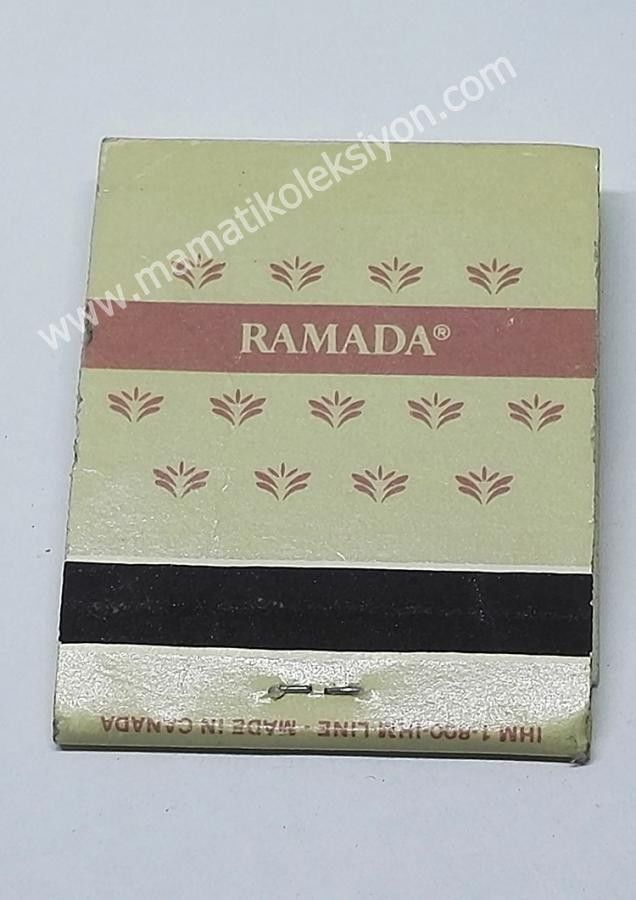 www.mamatikoleksiyon.com
RAMADA®
IHM 1-800-IHM LINE - MADE IN CANADA